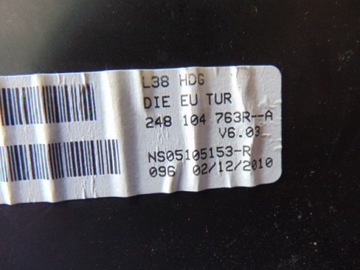 L38 HDG
DIE EU TUR
248 104 763R--A
V6.03
NS05105153-R
096 02/12/2010